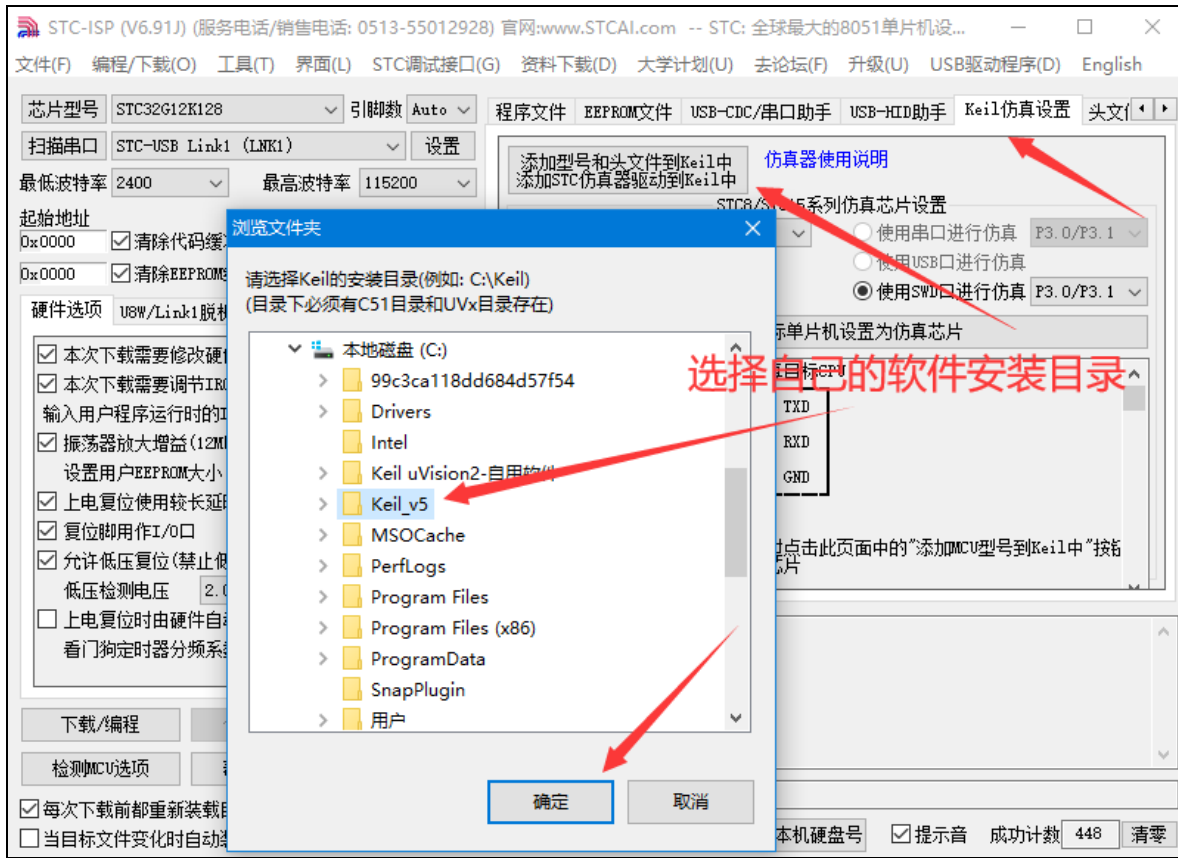 STC-ISP (V6.91J) (服务电话/销售电话: 0513-55012928) 官网:www.STCAI.com -- STC: 全球最大的8051单片机设...
文件(F) 编程/下载(O) 工具(T) 界面(L) STC调试接口(G) 资料下载(D) 大学计划(U) 去论坛(F) 升级(U) USB驱动程序(D) English
芯片型号 STC32G12K128 引脚数 Auto
程序文件 EEPROM文件 USB-CDC/串口助手 USB-HID助手 Keil仿真设置 头文件
扫描串口 STC-USB Link1 (LNK1) 设置
添加型号和头文件到Keil中
添加STC仿真器驱动到Keil中
仿真器使用说明
最低波特率 2400 最高波特率 115200
STC8/STC15系列仿真芯片设置
起始地址
0x0000 清除代码缓
使用串口进行仿真 P3.0/P3.1
0x0000 清除EEPROM
使用USB口进行仿真
使用SWD口进行仿真 P3.0/P3.1
硬件选项 U8W/Link1脱机
浏览文件夹
请选择Keil的安装目录(例如: C:\Keil)
(目录下必须有C51目录和UVx目录存在)
本地磁盘 (C:)
99c3ca118dd684d57f54
Drivers
Intel
Keil uVision2-自用软件
Keil_v5
MSOCache
PerfLogs
Program Files
Program Files (x86)
ProgramData
SnapPlugin
用户
确定 取消
标单片机设置为仿真芯片
选择自己的软件安装目录
目标CPU
TXD
RXD
GND
点击此页面中的"添加MCU型号到Keil中"按钮
芯片
本次下载需要修改硬件
本次下载需要调节IRC
输入用户程序运行时的I
振荡器放大增益(12M
设置用户EEPROM大小
上电复位使用较长延时
复位脚用作I/O口
允许低压复位(禁止低
低压检测电压 2.0
上电复位时由硬件自动
看门狗定时器分频系数
下载/编程
检测MCU选项
每次下载前都重新装载目
当目标文件变化时自动装
本机硬盘号 提示音 成功计数 448 清零